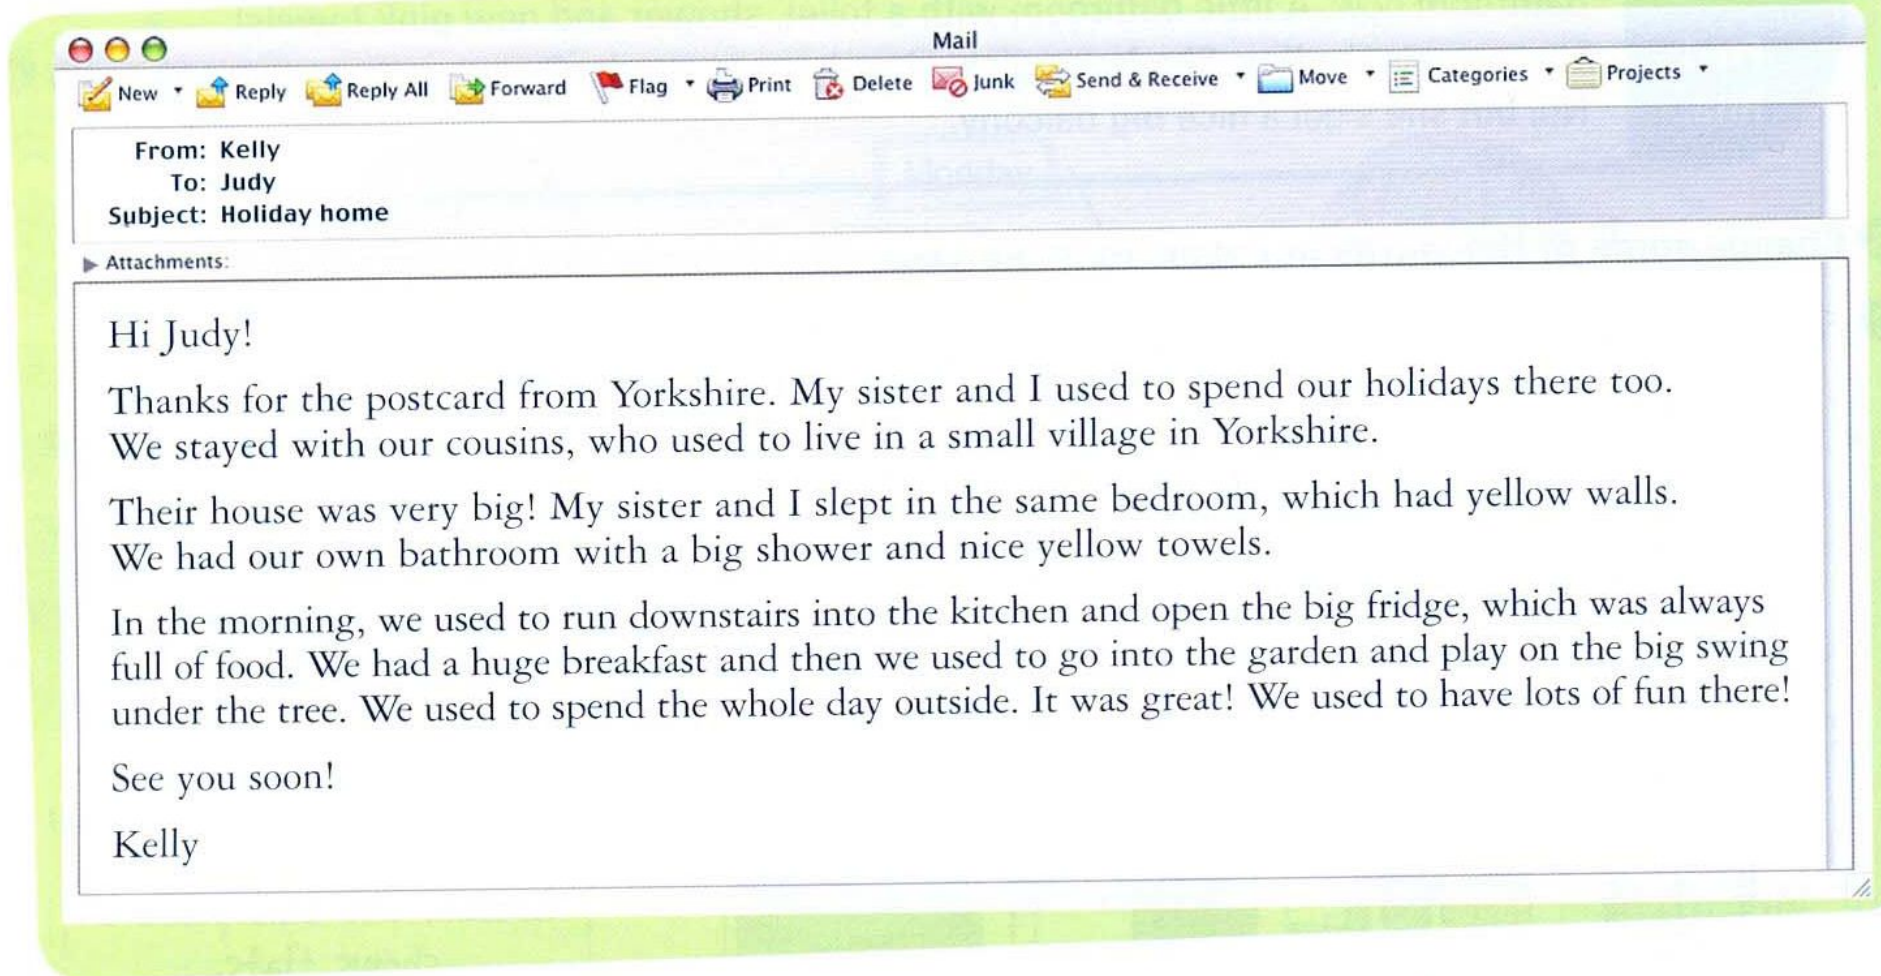 Mail
New Reply Reply All Forward Flag Print Delete Junk Send & Receive Move Categories Projects
From: Kelly
To: Judy
Subject: Holiday home
Attachments:
Hi Judy!
Thanks for the postcard from Yorkshire. My sister and I used to spend our holidays there too.
We stayed with our cousins, who used to live in a small village in Yorkshire.
Their house was very big! My sister and I slept in the same bedroom, which had yellow walls.
We had our own bathroom with a big shower and nice yellow towels.
In the morning, we used to run downstairs into the kitchen and open the big fridge, which was always
full of food. We had a huge breakfast and then we used to go into the garden and play on the big swing
under the tree. We used to spend the whole day outside. It was great! We used to have lots of fun there!
See you soon!
Kelly